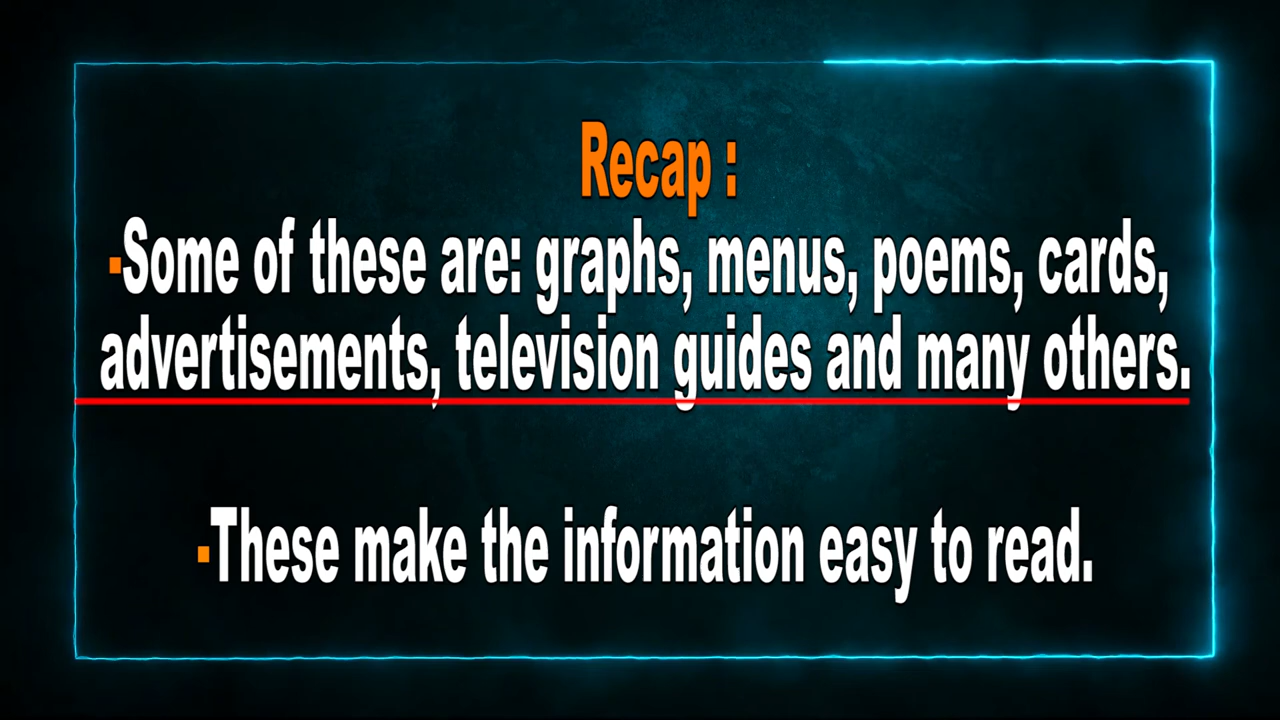 Recap :
-Some of these are: graphs, menus, poems, cards,
advertisements, television guides and many others.
-These make the information easy to read.